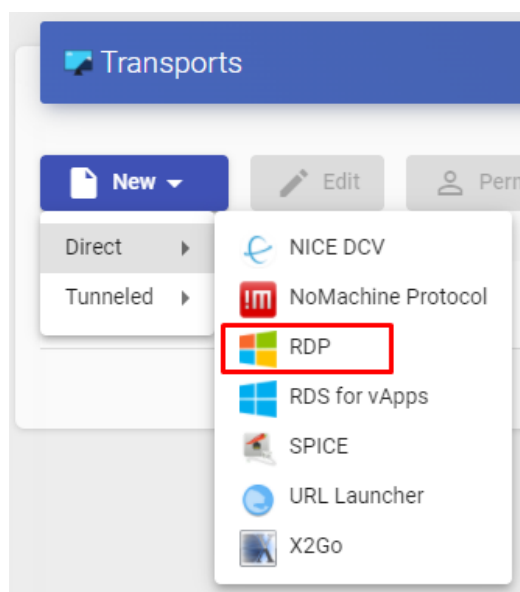 Transports
New
Edit
Perm
Direct
Tunneled
NICE DCV
NoMachine Protocol
RDP
RDS for vApps
SPICE
URL Launcher
X2Go